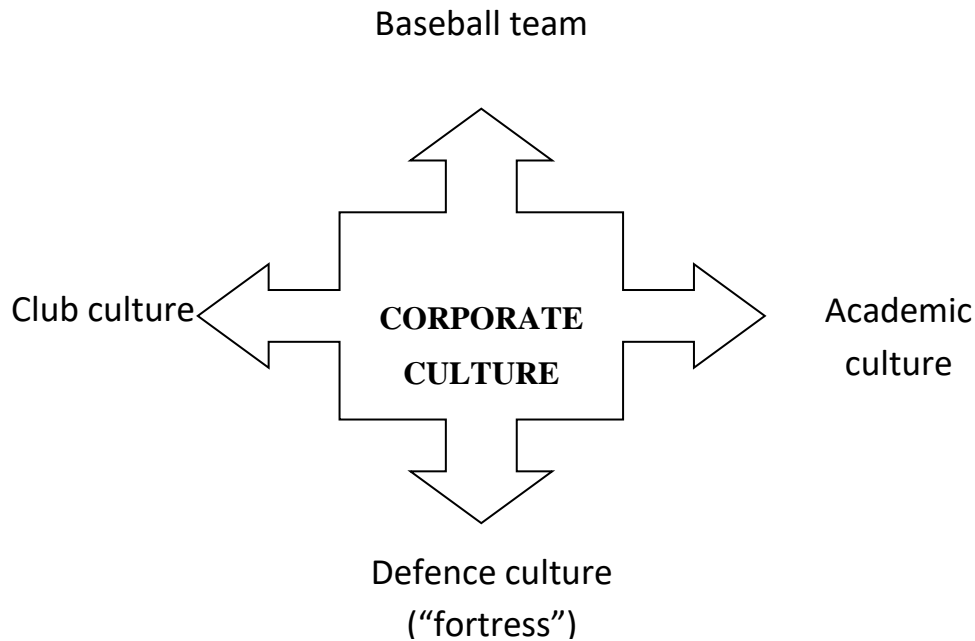 Baseball team
Club culture
CORPORATE
CULTURE
Academic
culture
Defence culture
(“fortress”)